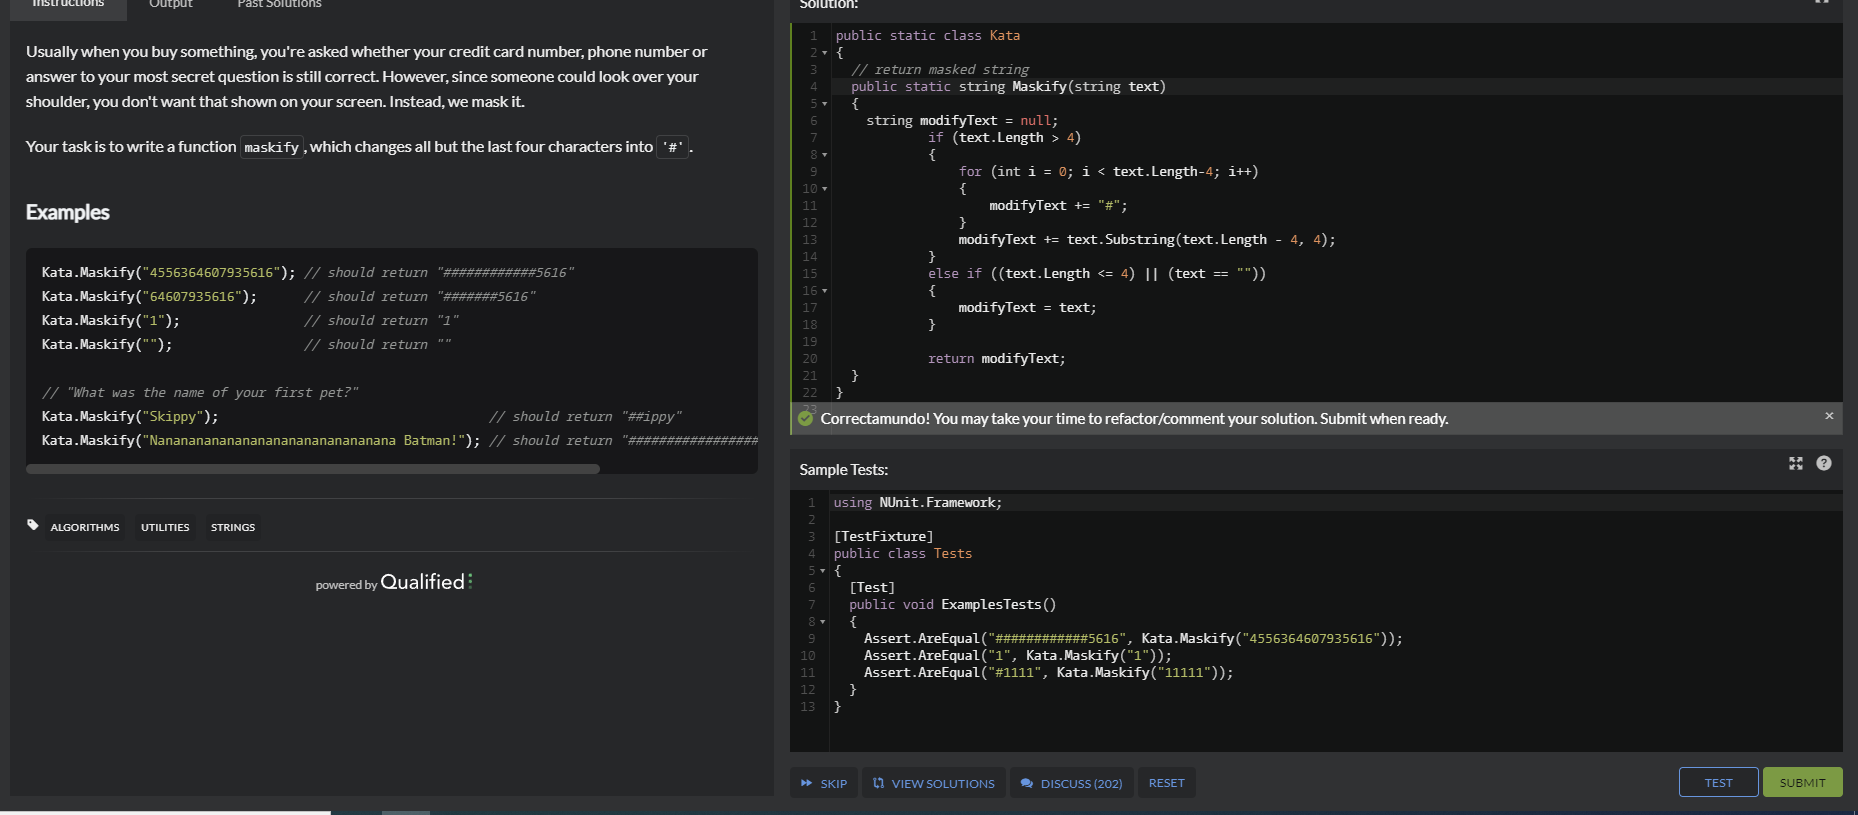 Instructions Output Past Solutions
Usually when you buy something, you're asked whether your credit card number, phone number or
answer to your most secret question is still correct. However, since someone could look over your
shoulder, you don't want that shown on your screen. Instead, we mask it.
Your task is to write a function maskify, which changes all but the last four characters into '#'.
Examples
Kata.Maskify("4556364607935616"); // should return "############5616"
Kata.Maskify("64607935616");      // should return "#######5616"
Kata.Maskify("1");                // should return "1"
Kata.Maskify("");                 // should return ""
// "What was the name of your first pet?"
Kata.Maskify("Skippy");                                   // should return "##ippy"
Kata.Maskify("Nananananananananananananananana Batman!"); // should return "#################
ALGORITHMS UTILITIES STRINGS
powered by Qualified
Solution:
1 public static class Kata
2 {
3   // return masked string
4   public static string Maskify(string text)
5   {
6     string modifyText = null;
7             if (text.Length > 4)
8             {
9                 for (int i = 0; i < text.Length-4; i++)
10                 {
11                     modifyText += "#";
12                 }
13                 modifyText += text.Substring(text.Length - 4, 4);
14             }
15             else if ((text.Length <= 4) || (text == ""))
16             {
17                 modifyText = text;
18             }
19
20             return modifyText;
21   }
22 }
23
Correctamundo! You may take your time to refactor/comment your solution. Submit when ready. ×
Sample Tests: ?
1 using NUnit.Framework;
2
3 [TestFixture]
4 public class Tests
5 {
6   [Test]
7   public void ExamplesTests()
8   {
9     Assert.AreEqual("############5616", Kata.Maskify("4556364607935616"));
10     Assert.AreEqual("1", Kata.Maskify("1"));
11     Assert.AreEqual("#1111", Kata.Maskify("11111"));
12   }
13 }
SKIP VIEW SOLUTIONS DISCUSS (202) RESET TEST SUBMIT